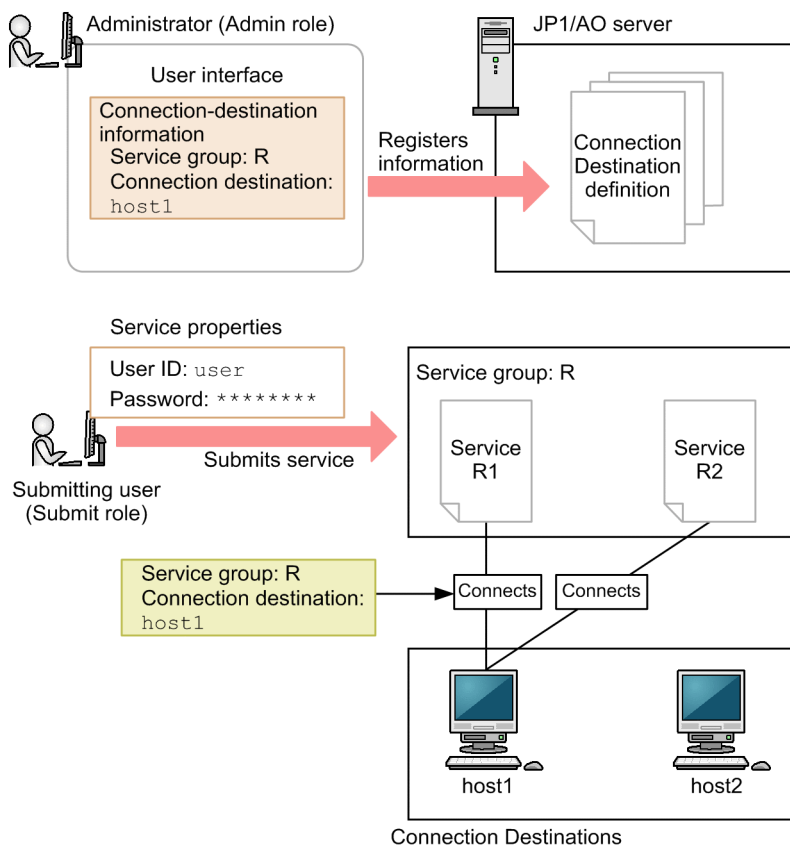 Administrator (Admin role)
JP1/AO server
User interface
Connection-destination
information
Service group: R
Connection destination:
host1
Registers
information
Connection
Destination
definition
Service properties
User ID: user
Password: ********
Submits service
Submitting user
(Submit role)
Service group: R
Service
R1
Service
R2
Service group: R
Connection destination:
host1
Connects
Connects
host1
host2
Connection Destinations